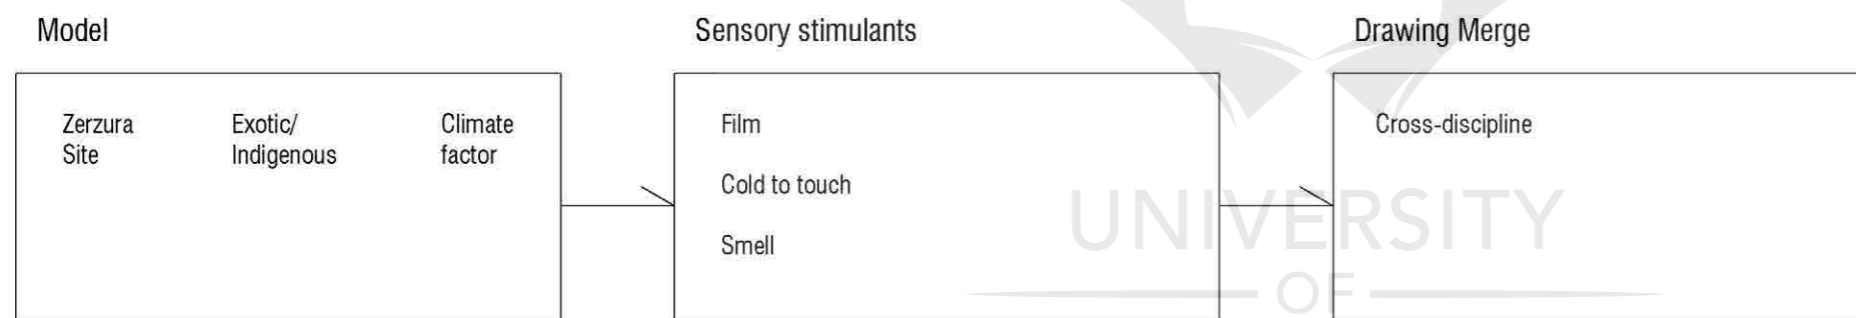 Model
Sensory stimulants
Drawing Merge
Zerzura
Site
Exotic/
Indigenous
Climate
factor
Film
Cold to touch
Smell
Cross-discipline
UNIVERSITY
OF